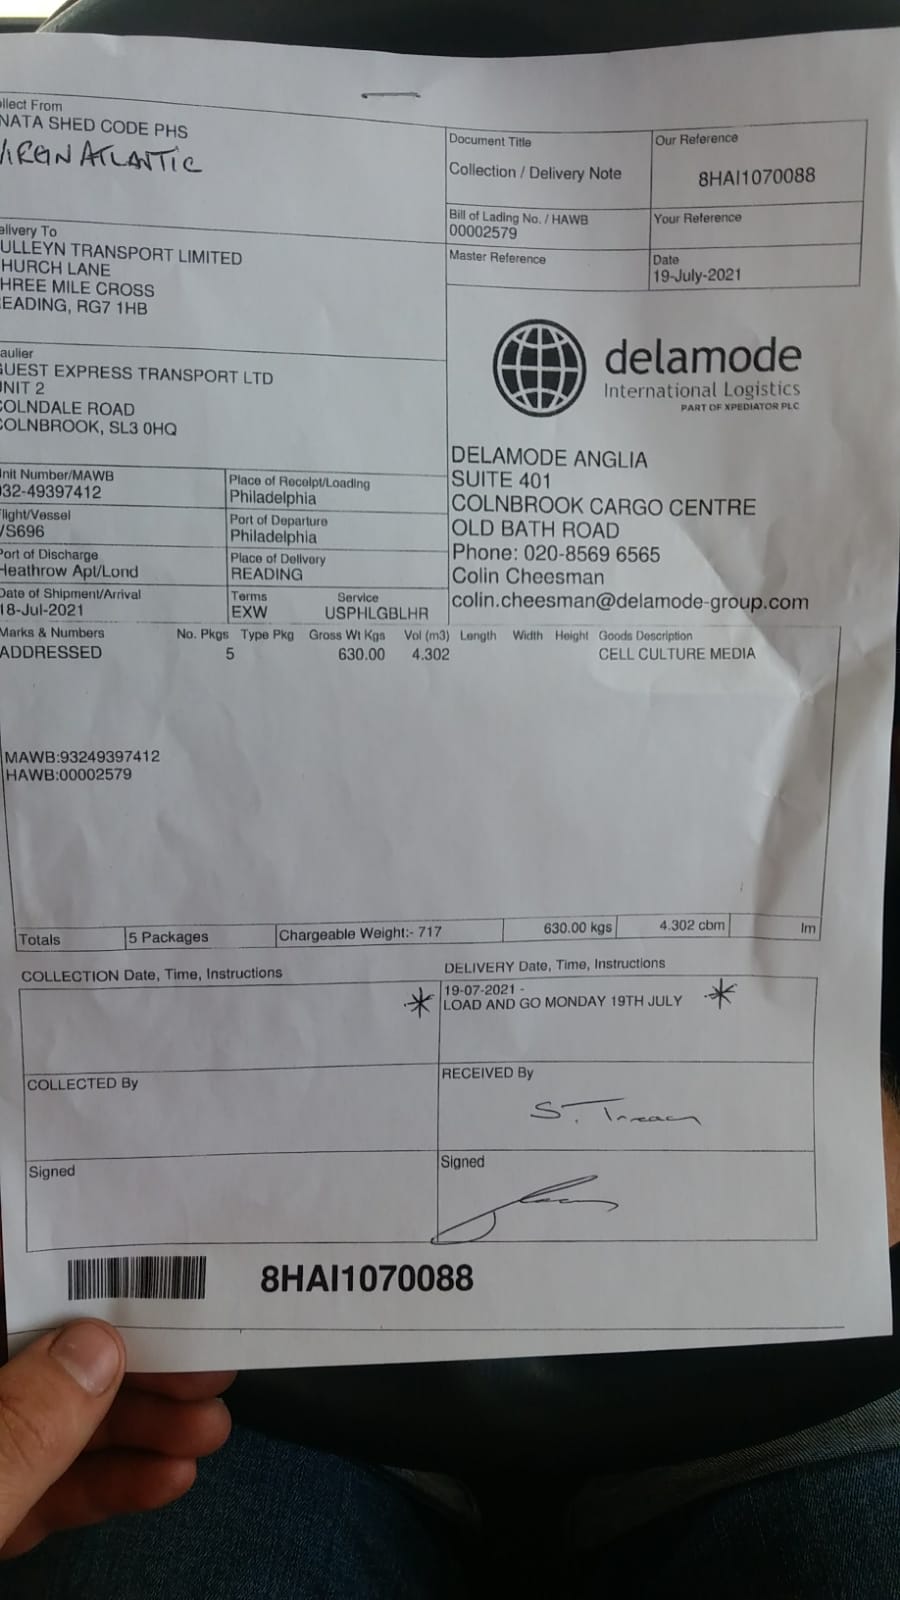 llect From
NATA SHED CODE PHS
VIRGIN ATLANTIC
Document Title
Collection / Delivery Note
Our Reference
8HAI1070088
Bill of Lading No. / HAWB
00002579
Your Reference
Master Reference
Date
19-July-2021
elivery To
ULLEYN TRANSPORT LIMITED
HURCH LANE
HREE MILE CROSS
EADING, RG7 1HB
aulier
GUEST EXPRESS TRANSPORT LTD
UNIT 2
COLNDALE ROAD
COLNBROOK, SL3 0HQ
delamode
International Logistics
PART OF XPEDIATOR PLC
DELAMODE ANGLIA
SUITE 401
COLNBROOK CARGO CENTRE
OLD BATH ROAD
Phone: 020-8569 6565
Colin Cheesman
colin.cheesman@delamode-group.com
Unit Number/MAWB
932-49397412
Place of Receipt/Loading
Philadelphia
Flight/Vessel
VS696
Port of Departure
Philadelphia
Port of Discharge
Heathrow Apt/Lond
Place of Delivery
READING
Date of Shipment/Arrival
18-Jul-2021
Terms Service
EXW USPHLGBLHR
Marks & Numbers No. Pkgs Type Pkg Gross Wt Kgs Vol (m3) Length Width Height Goods Description
ADDRESSED 5 630.00 4.302 CELL CULTURE MEDIA
MAWB:93249397412
HAWB:00002579
Totals 5 Packages Chargeable Weight:- 717 630.00 kgs 4.302 cbm lm
COLLECTION Date, Time, Instructions
DELIVERY Date, Time, Instructions
19-07-2021 -
LOAD AND GO MONDAY 19TH JULY
COLLECTED By
RECEIVED By
Signed
Signed
8HAI1070088